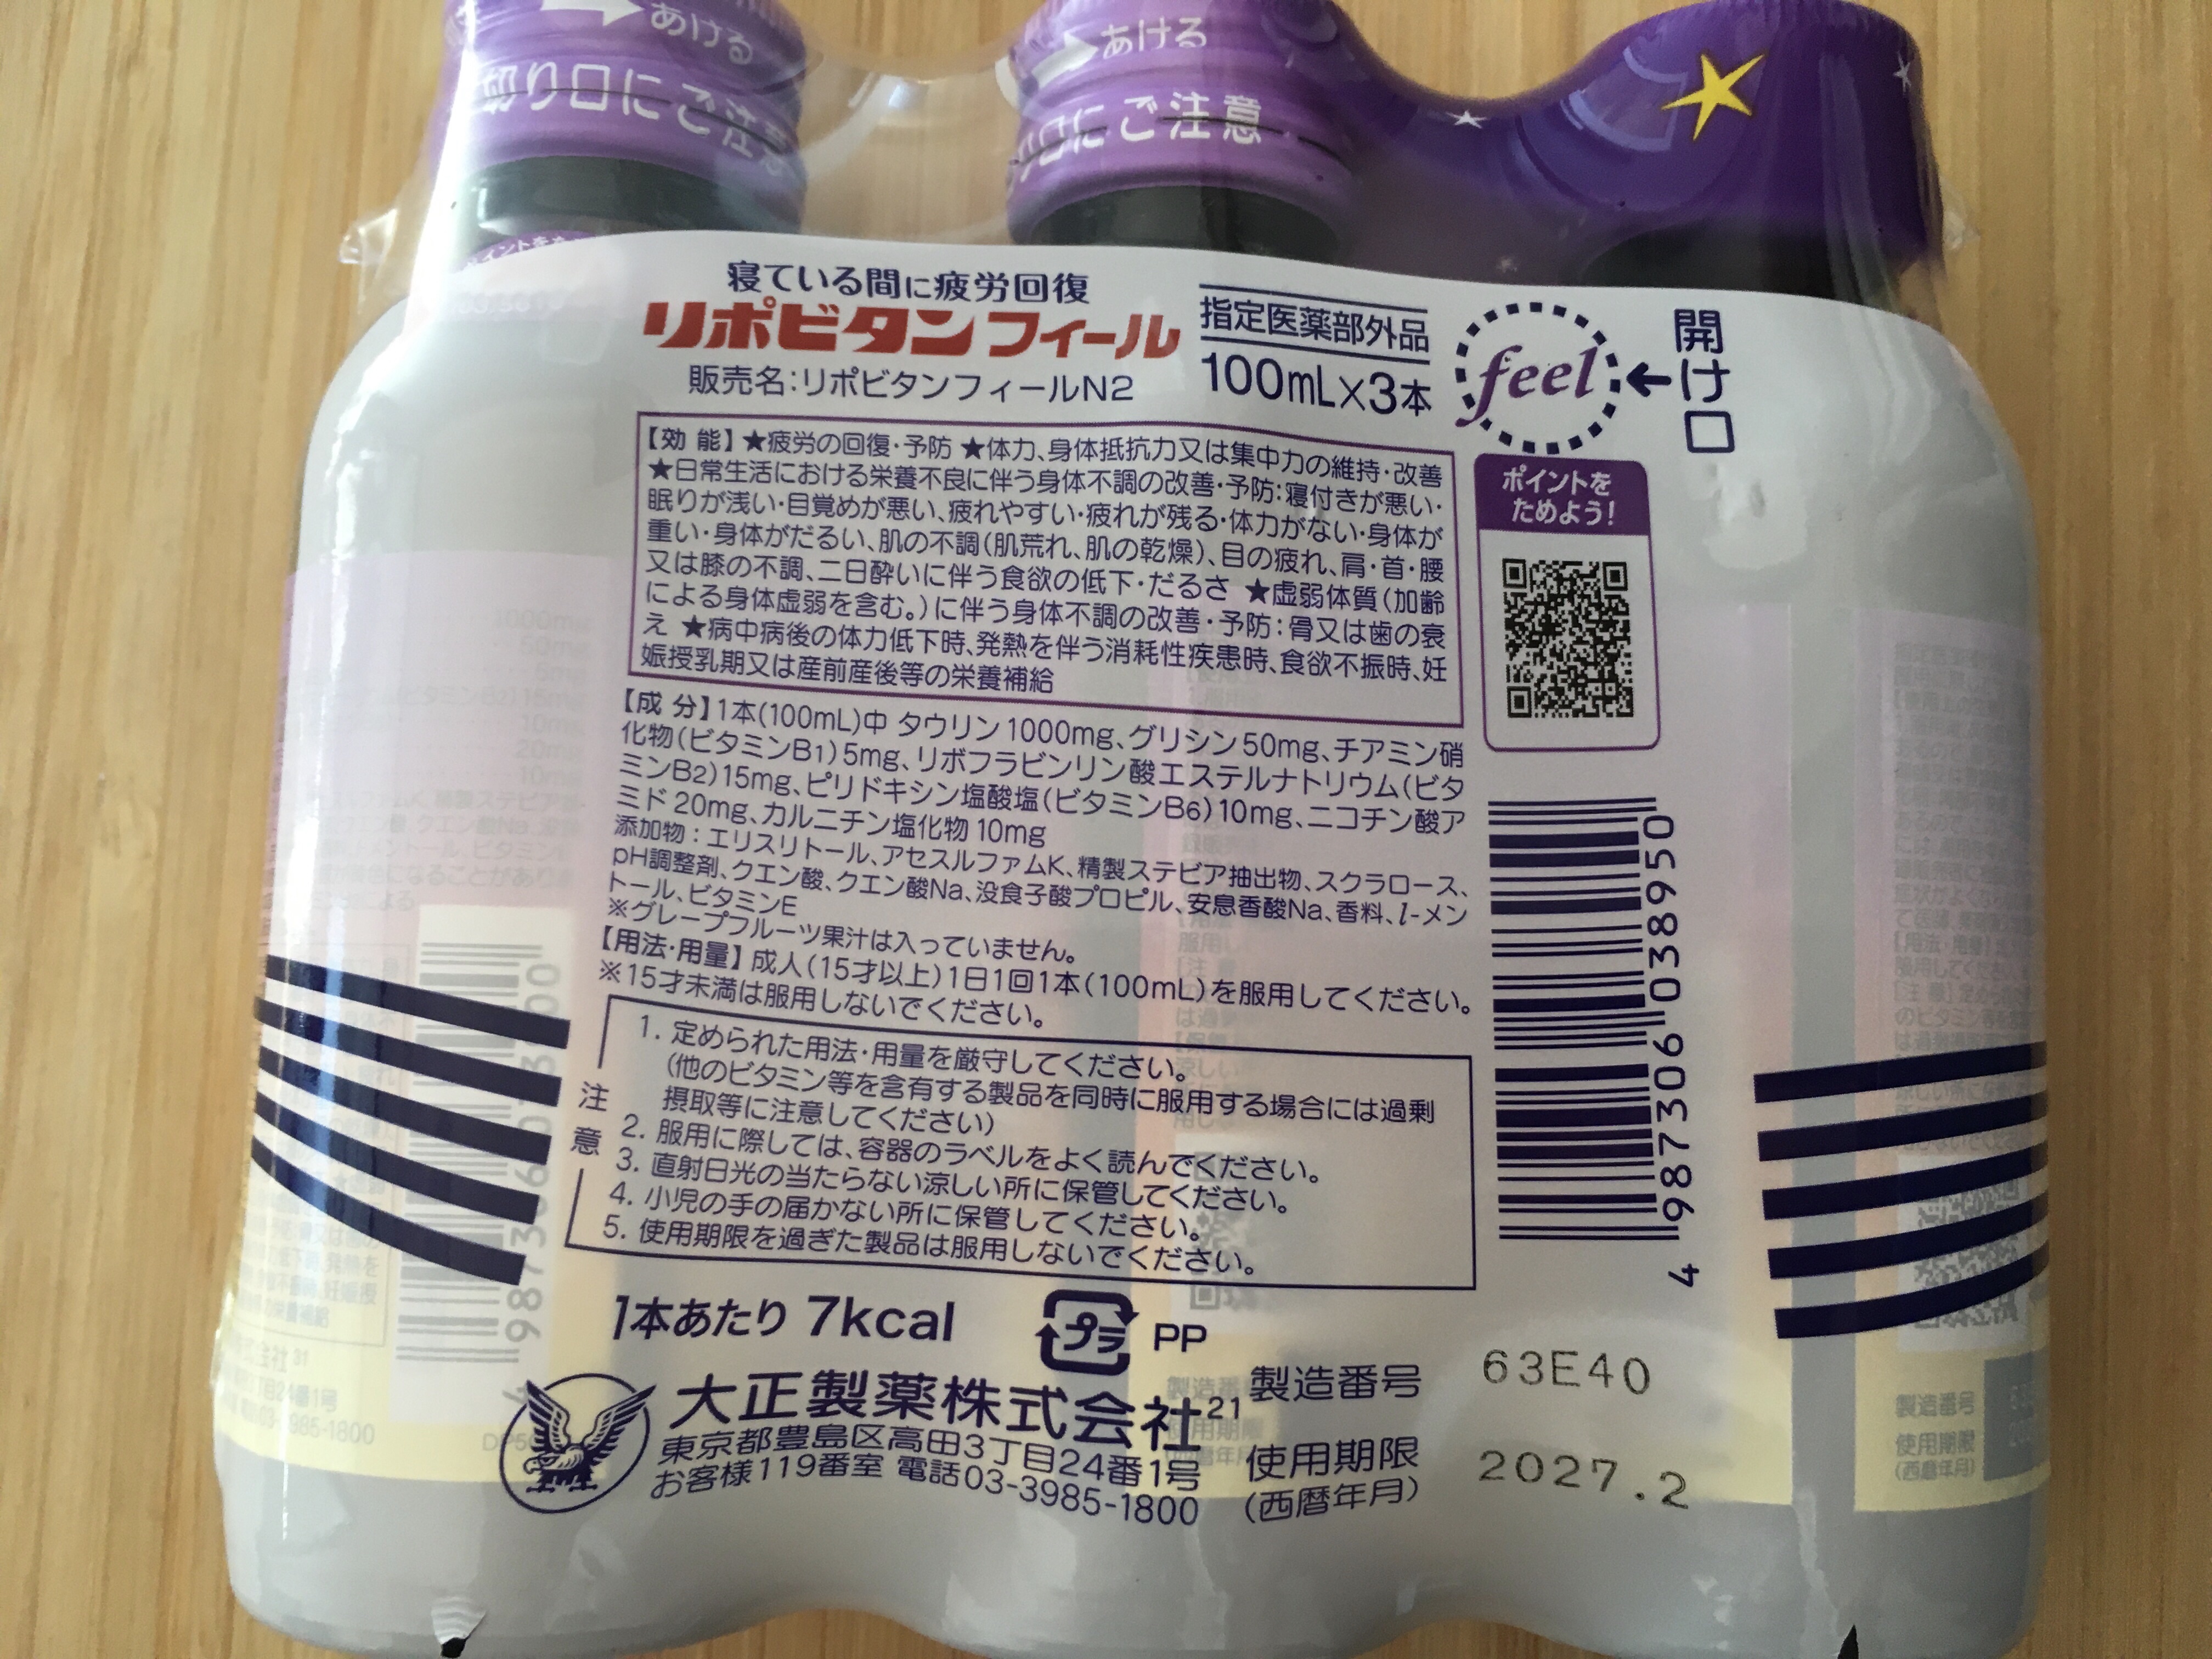 あける
切り口にご注意
あける
口にご注意
寝ている間に疲労回復
リポビタンフィール
販売名:リポビタンフィールN2
指定医薬部外品
100mL×3本
feel
開け口
【効 能】★疲労の回復・予防 ★体力、身体抵抗力又は集中力の維持・改善
★日常生活における栄養不良に伴う身体不調の改善・予防:寝付きが悪い・
眠りが浅い・目覚めが悪い、疲れやすい・疲れが残る・体力がない・身体が
重い・身体がだるい、肌の不調(肌荒れ、肌の乾燥)、目の疲れ、肩・首・腰
又は膝の不調、二日酔いに伴う食欲の低下・だるさ ★虚弱体質(加齢
による身体虚弱を含む。)に伴う身体不調の改善・予防:骨又は歯の衰
え ★病中病後の体力低下時、発熱を伴う消耗性疾患時、食欲不振時、妊
娠授乳期又は産前産後等の栄養補給
ポイントを
ためよう!
【成 分】1本(100mL)中 タウリン1000mg、グリシン50mg、チアミン硝
化物(ビタミンB1)5mg、リボフラビンリン酸エステルナトリウム(ビタ
ミンB2)15mg、ピリドキシン塩酸塩(ビタミンB6)10mg、ニコチン酸ア
ミド20mg、カルニチン塩化物10mg
添加物:エリスリトール、アセスルファムK、精製ステビア抽出物、スクラロース、
pH調整剤、クエン酸、クエン酸Na、没食子酸プロピル、安息香酸Na、香料、l-メン
トール、ビタミンE
※グレープフルーツ果汁は入っていません。
【用法・用量】成人(15才以上)1日1回1本(100mL)を服用してください。
※15才未満は服用しないでください。
注意
1. 定められた用法・用量を厳守してください。
(他のビタミン等を含有する製品を同時に服用する場合には過剰
摂取等に注意してください)
2. 服用に際しては、容器のラベルをよく読んでください。
3. 直射日光の当たらない涼しい所に保管してください。
4. 小児の手の届かない所に保管してください。
5. 使用期限を過ぎた製品は服用しないでください。
4 987306 038950
1本あたり 7kcal
プラ PP
大正製薬株式会社21
東京都豊島区高田3丁目24番1号
お客様119番室 電話03-3985-1800
製造番号 63E40
使用期限 2027.2
(西暦年月)